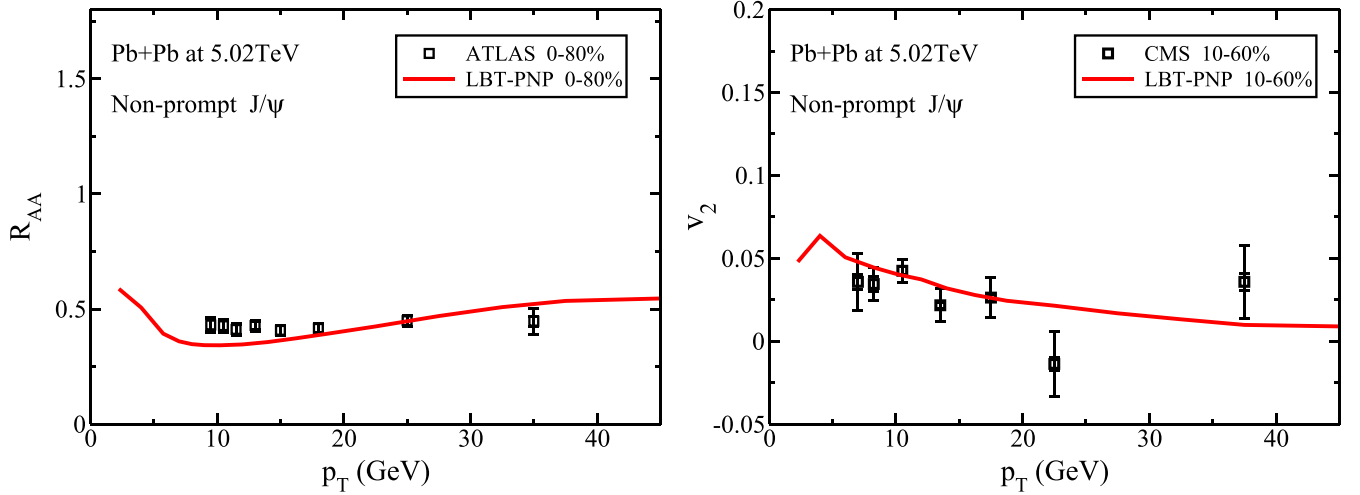 Pb+Pb at 5.02TeV
Non-prompt J/ψ
ATLAS 0-80%
LBT-PNP 0-80%
R_AA
1.5
1
0.5
0
0 10 20 30 40
p_T (GeV)
Pb+Pb at 5.02TeV
Non-prompt J/ψ
CMS 10-60%
LBT-PNP 10-60%
v_2
0.2
0.15
0.1
0.05
0
-0.05
0 10 20 30 40
p_T (GeV)